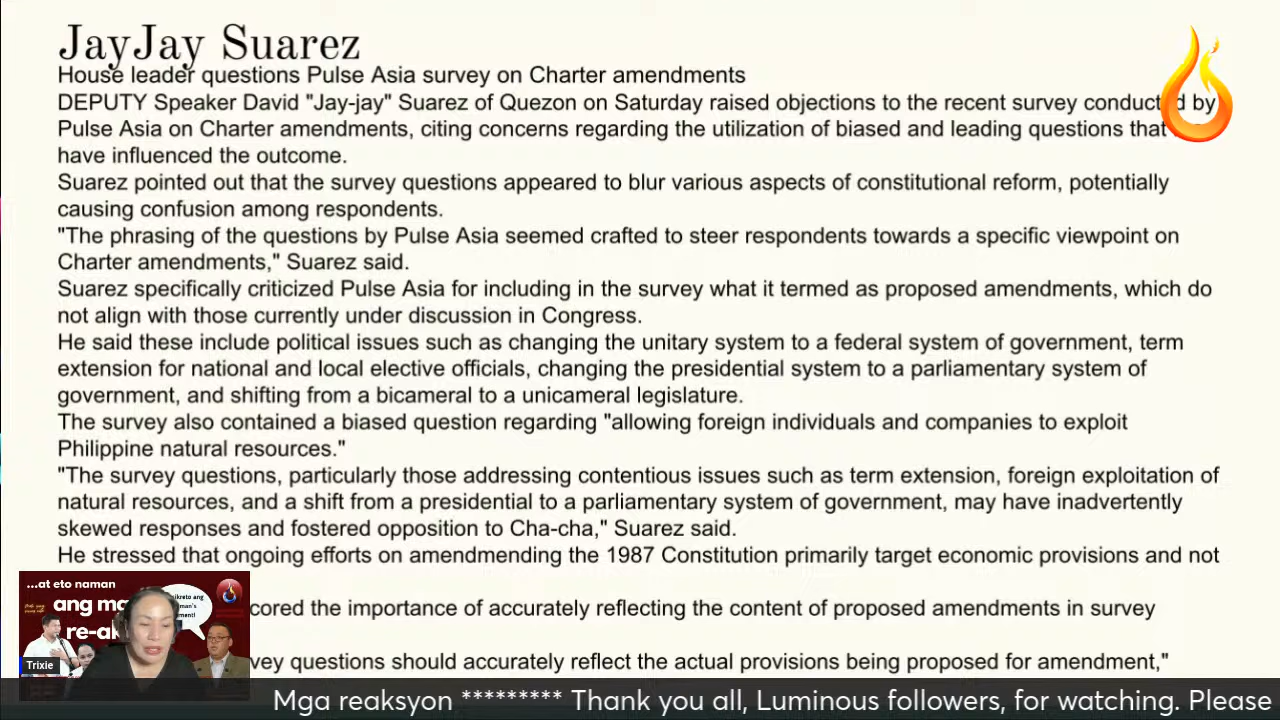 JayJay Suarez
House leader questions Pulse Asia survey on Charter amendments
DEPUTY Speaker David "Jay-jay" Suarez of Quezon on Saturday raised objections to the recent survey conducted by
Pulse Asia on Charter amendments, citing concerns regarding the utilization of biased and leading questions that
have influenced the outcome.
Suarez pointed out that the survey questions appeared to blur various aspects of constitutional reform, potentially
causing confusion among respondents.
"The phrasing of the questions by Pulse Asia seemed crafted to steer respondents towards a specific viewpoint on
Charter amendments," Suarez said.
Suarez specifically criticized Pulse Asia for including in the survey what it termed as proposed amendments, which do
not align with those currently under discussion in Congress.
He said these include political issues such as changing the unitary system to a federal system of government, term
extension for national and local elective officials, changing the presidential system to a parliamentary system of
government, and shifting from a bicameral to a unicameral legislature.
The survey also contained a biased question regarding "allowing foreign individuals and companies to exploit
Philippine natural resources."
"The survey questions, particularly those addressing contentious issues such as term extension, foreign exploitation of
natural resources, and a shift from a presidential to a parliamentary system of government, may have inadvertently
skewed responses and fostered opposition to Cha-cha," Suarez said.
He stressed that ongoing efforts on amendmending the 1987 Constitution primarily target economic provisions and not
cored the importance of accurately reflecting the content of proposed amendments in survey
vey questions should accurately reflect the actual provisions being proposed for amendment,"
...at eto naman
ang
re-ak
Trixie
Mga reaksyon ********* Thank you all, Luminous followers, for watching. Please